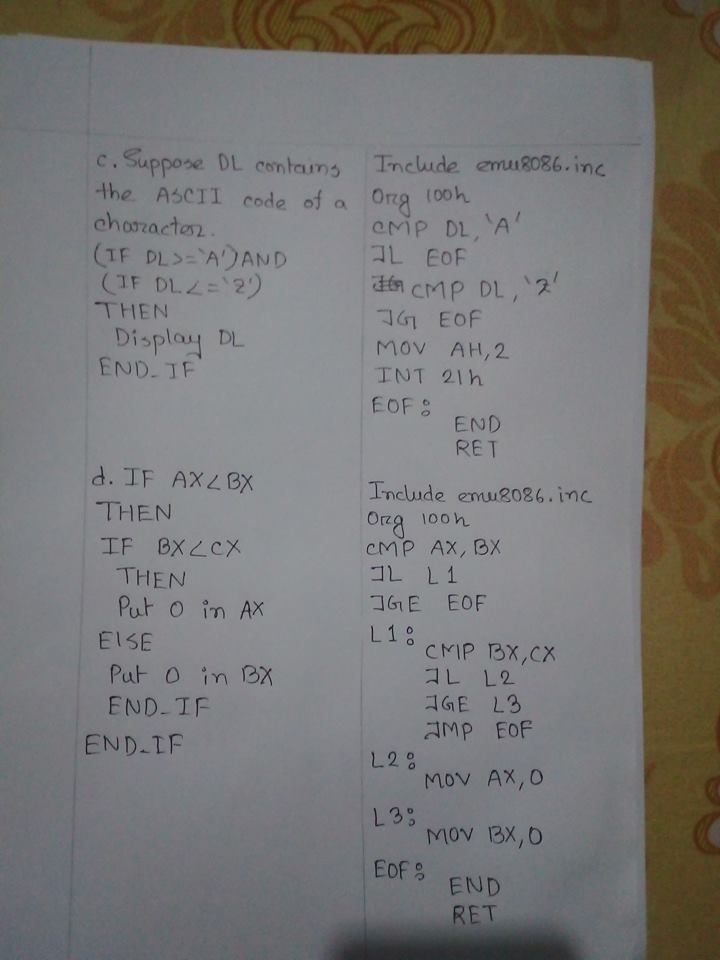 c. Suppose DL contains
the ASCII code of a
character.
(IF DL>='A')AND
(IF DL<='Z')
THEN
Display DL
END_IF
Include emu8086.inc
Org 100h
CMP DL, 'A'
JL EOF
CMP DL, 'Z'
JG EOF
MOV AH,2
INT 21h
EOF:
END
RET
d. IF AX<BX
THEN
IF BX<CX
THEN
Put 0 in AX
ELSE
Put 0 in BX
END_IF
END_IF
Include emu8086.inc
Org 100h
CMP AX, BX
JL L1
JGE EOF
L1:
CMP BX,CX
JL L2
JGE L3
JMP EOF
L2:
MOV AX,0
L3:
MOV BX,0
EOF:
END
RET